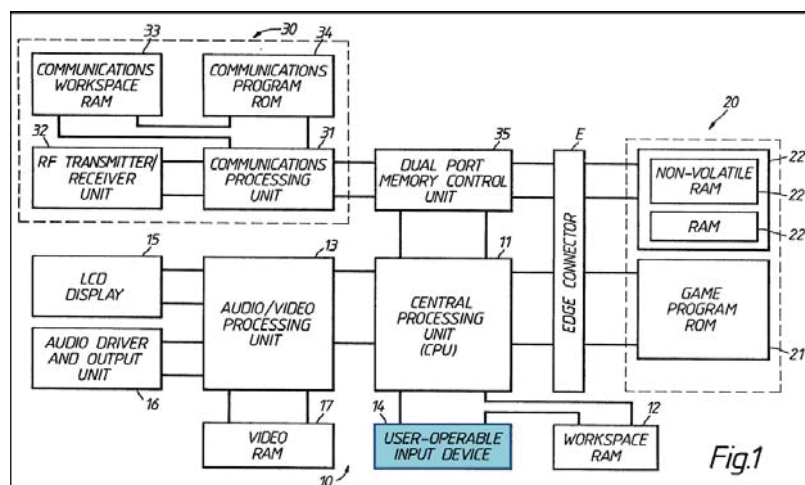 33
30
34
COMMUNICATIONS
WORKSPACE
RAM
COMMUNICATIONS
PROGRAM
ROM
32
31
RF TRANSMITTER/
RECEIVER
UNIT
COMMUNICATIONS
PROCESSING
UNIT
35
DUAL PORT
MEMORY CONTROL
UNIT
E
EDGE CONNECTOR
20
22
NON-VOLATILE
RAM
22
RAM
22
15
LCD
DISPLAY
13
AUDIO/VIDEO
PROCESSING
UNIT
11
CENTRAL
PROCESSING
UNIT
(CPU)
GAME
PROGRAM
ROM
21
AUDIO DRIVER
AND OUTPUT
UNIT
16
17
VIDEO
RAM
10
14
USER-OPERABLE
INPUT DEVICE
12
WORKSPACE
RAM
Fig.1